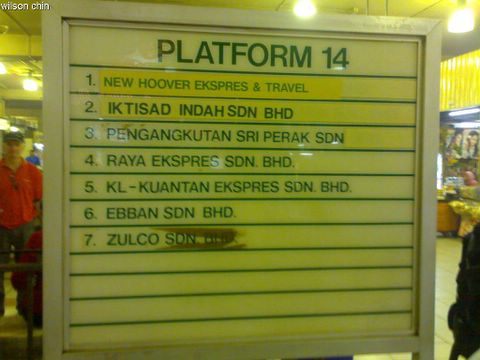 wilson chin
PLATFORM 14
1. NEW HOOVER EKSPRES & TRAVEL
2. IKTISAD INDAH SDN BHD
3. PENGANGKUTAN SRI PERAK SDN
4. RAYA EKSPRES SDN. BHD.
5. KL-KUANTAN EKSPRES SDN. BHD.
6. EBBAN SDN BHD.
7. ZULCO SDN. BHD